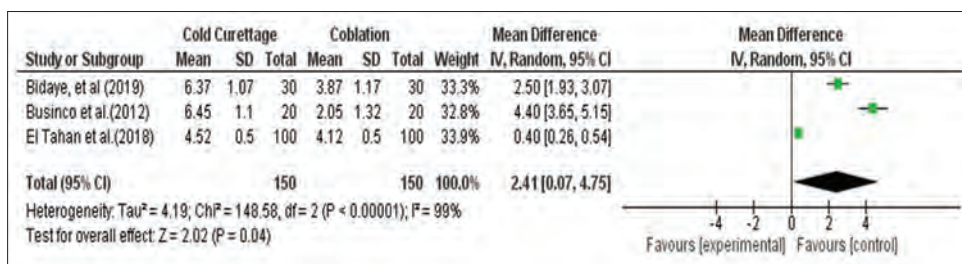 Cold Curettage Coblation Mean Difference Mean Difference
Study or Subgroup Mean SD Total Mean SD Total Weight IV, Random, 95% CI IV, Random, 95% CI
Bidaye, et al (2019) 6.37 1.07 30 3.87 1.17 30 33.3% 2.50 [1.93, 3.07]
Businco et al.(2012) 6.45 1.1 20 2.05 1.32 20 32.8% 4.40 [3.65, 5.15]
El Tahan et al.(2018) 4.52 0.5 100 4.12 0.5 100 33.9% 0.40 [0.26, 0.54]
Total (95% CI) 150 150 100.0% 2.41 [0.07, 4.75]
Heterogeneity: Tau² = 4.19; Chi² = 148.58, df = 2 (P < 0.00001); I² = 99%
Test for overall effect: Z = 2.02 (P = 0.04)
-4 -2 0 2 4
Favours [experimental] Favours [control]